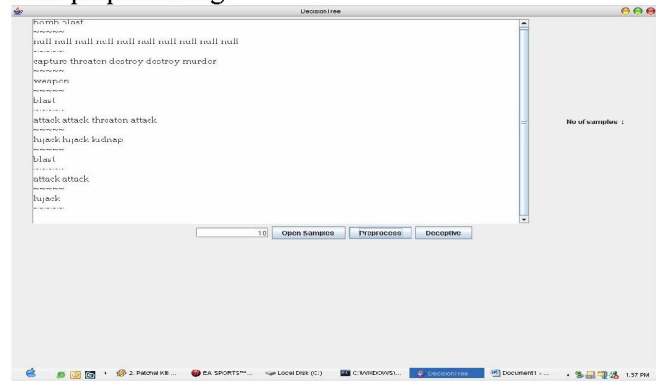 DecisionTree
bomb blast
~~~~~
null null null null null null null null null null
~~~~~
capture threaton destroy destroy murder
~~~~~
weapon
~~~~~
blast
~~~~~
attack attack threaton attack
~~~~~
hijack hijack kidnap
~~~~~
blast
~~~~~
attack attack
~~~~~
hijack
~~~~~
No of samples :
10 Open Samples Preprocess Deceptive
2. Patchai Kili ... EA SPORTS™... Local Disk (C:) C:\WINDOWS\... DecisionTree Document1 - ... 1:37 PM